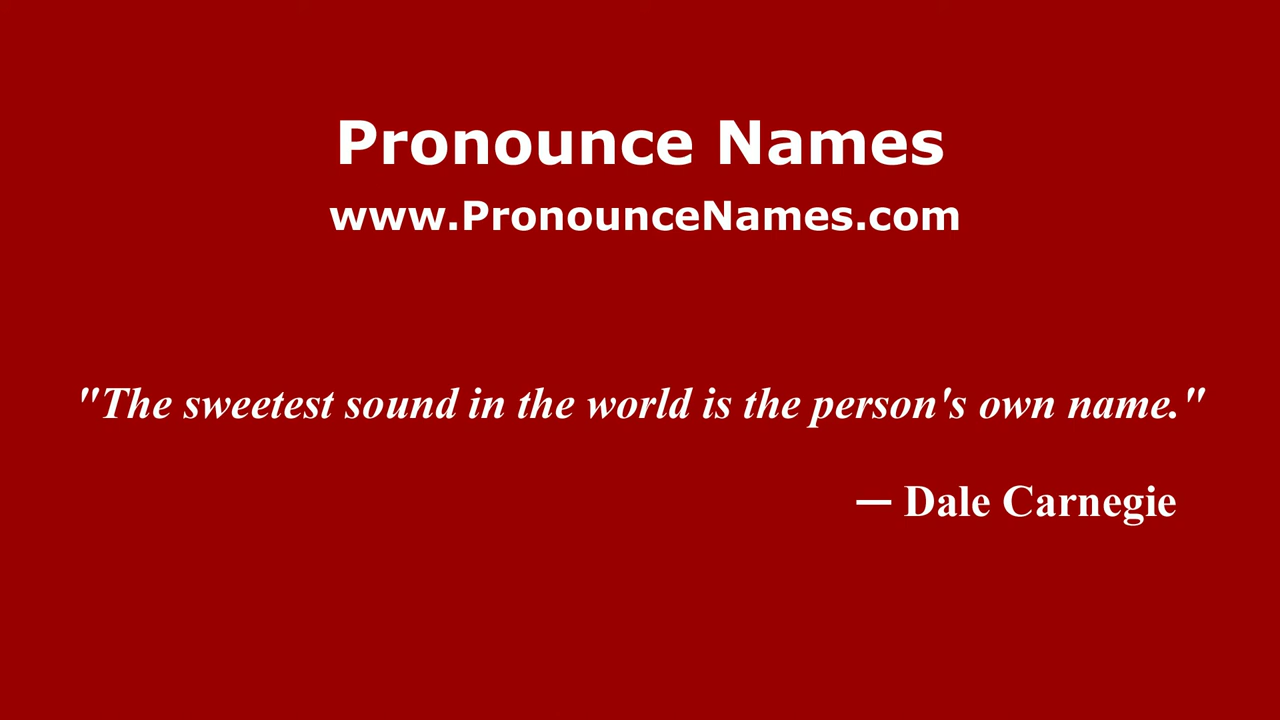 Pronounce Names
www.PronounceNames.com
"The sweetest sound in the world is the person's own name."
— Dale Carnegie